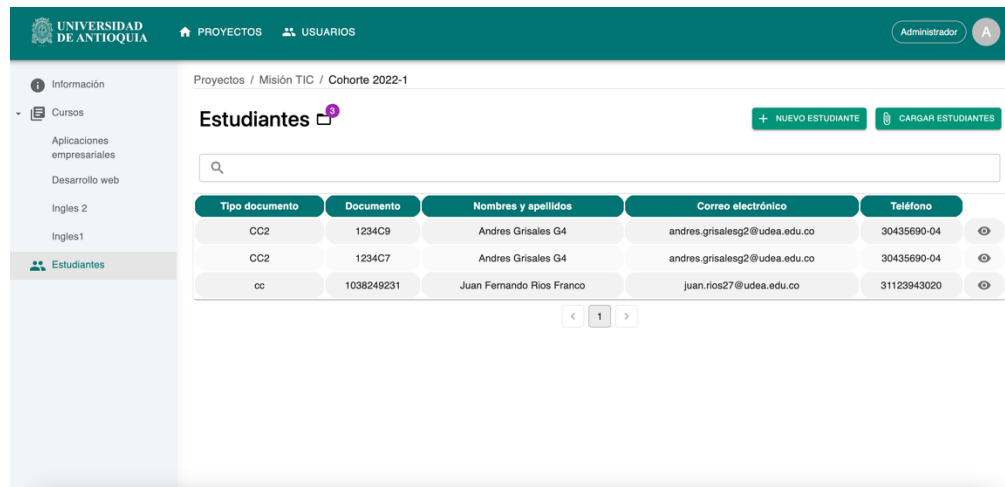 UNIVERSIDAD
DE ANTIOQUIA
PROYECTOS USUARIOS
Administrador A
Información
Cursos
Aplicaciones
empresariales
Desarrollo web
Ingles 2
Ingles1
Estudiantes
Proyectos / Misión TIC / Cohorte 2022-1
Estudiantes 3
+ NUEVO ESTUDIANTE CARGAR ESTUDIANTES
Tipo documento Documento Nombres y apellidos Correo electrónico Teléfono
CC2 1234C9 Andres Grisales G4 andres.grisalesg2@udea.edu.co 30435690-04
CC2 1234C7 Andres Grisales G4 andres.grisalesg2@udea.edu.co 30435690-04
cc 1038249231 Juan Fernando Rios Franco juan.rios27@udea.edu.co 31123943020
< 1 >